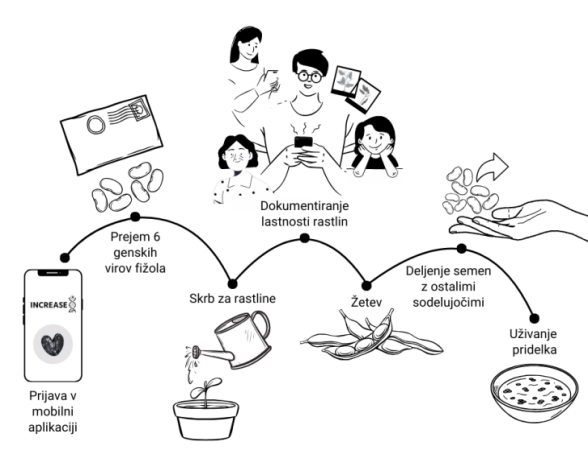 INCREASE
Prijava v
mobilni
aplikaciji
Prejem 6
genskih
virov fižola
Skrb za rastline
Dokumentiranje
lastnosti rastlin
Žetev
Deljenje semen
z ostalimi
sodelujočimi
Uživanje
pridelka